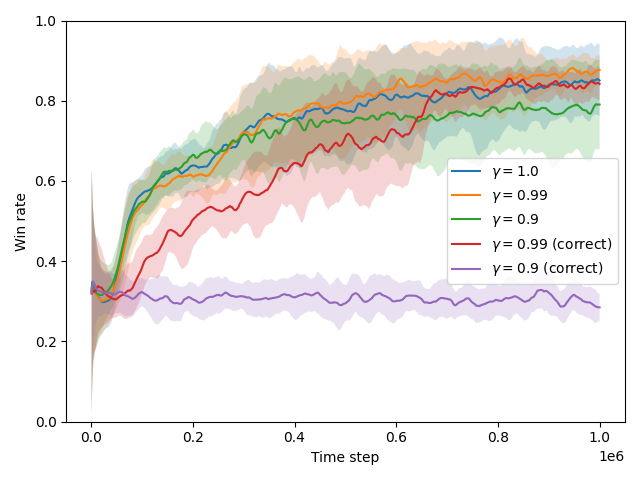 1.0
0.8
0.6
0.4
0.2
0.0
Win rate
γ = 1.0
γ = 0.99
γ = 0.9
γ = 0.99 (correct)
γ = 0.9 (correct)
0.0 0.2 0.4 0.6 0.8 1.0
Time step 1e6